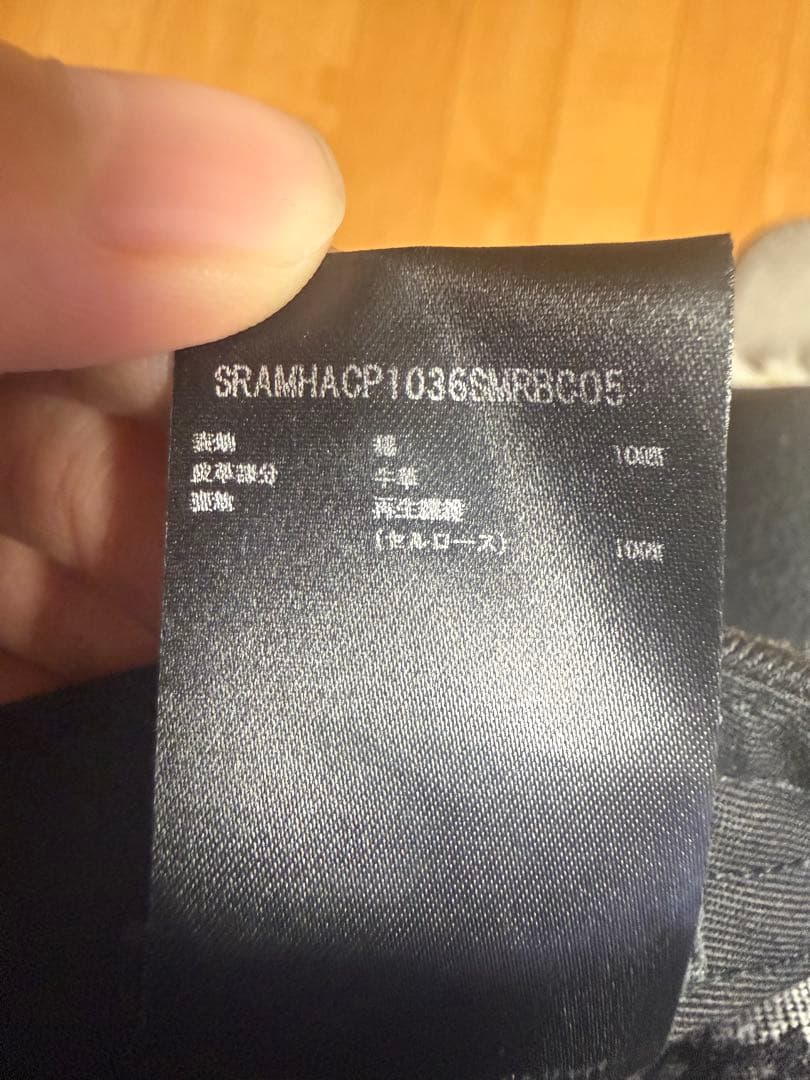 SRAMHACP1036SMRBC05
表地 綿 100%
皮革部分 牛革
裏地 再生繊維
(セルロース) 100%